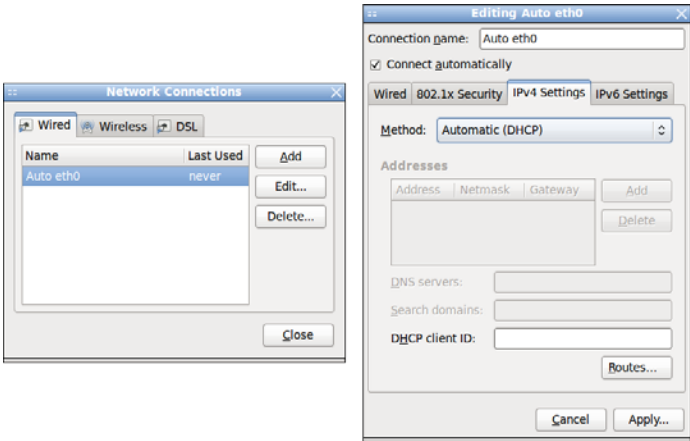 Network Connections
Wired Wireless DSL
Name Last Used
Auto eth0 never
Add
Edit...
Delete...
Close
Editing Auto eth0
Connection name: Auto eth0
Connect automatically
Wired 802.1x Security IPv4 Settings IPv6 Settings
Method: Automatic (DHCP)
Addresses
Address Netmask Gateway Add
Delete
DNS servers:
Search domains:
DHCP client ID:
Routes...
Cancel Apply...